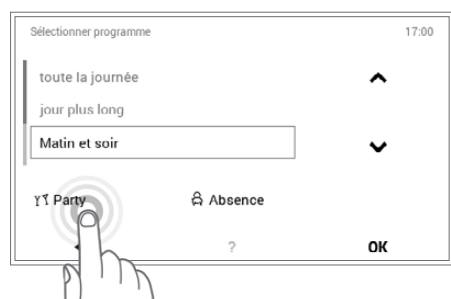 Sélectionner programme 17:00
toute la journée
jour plus long
Matin et soir
Party Absence
? OK